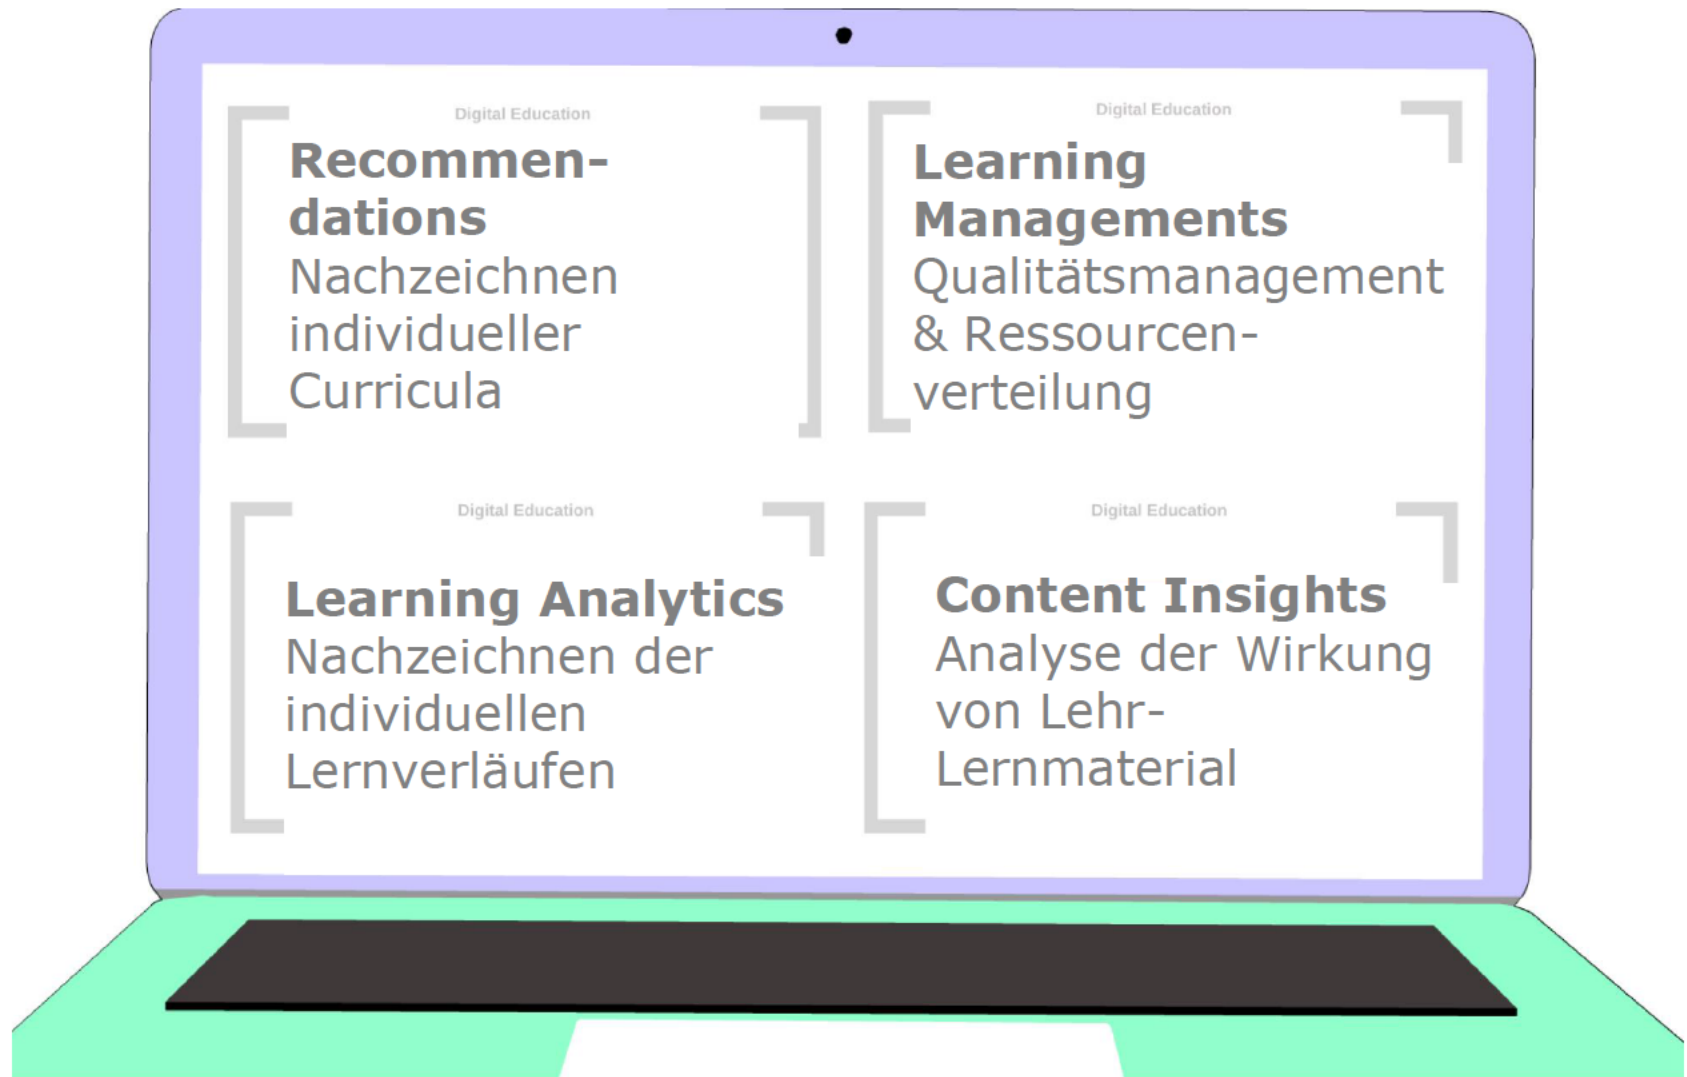 Digital Education
Recommen-
dations
Nachzeichnen
individueller
Curricula
Digital Education
Learning
Managements
Qualitätsmanagement
& Ressourcen-
verteilung
Digital Education
Learning Analytics
Nachzeichnen der
individuellen
Lernverläufen
Digital Education
Content Insights
Analyse der Wirkung
von Lehr-
Lernmaterial